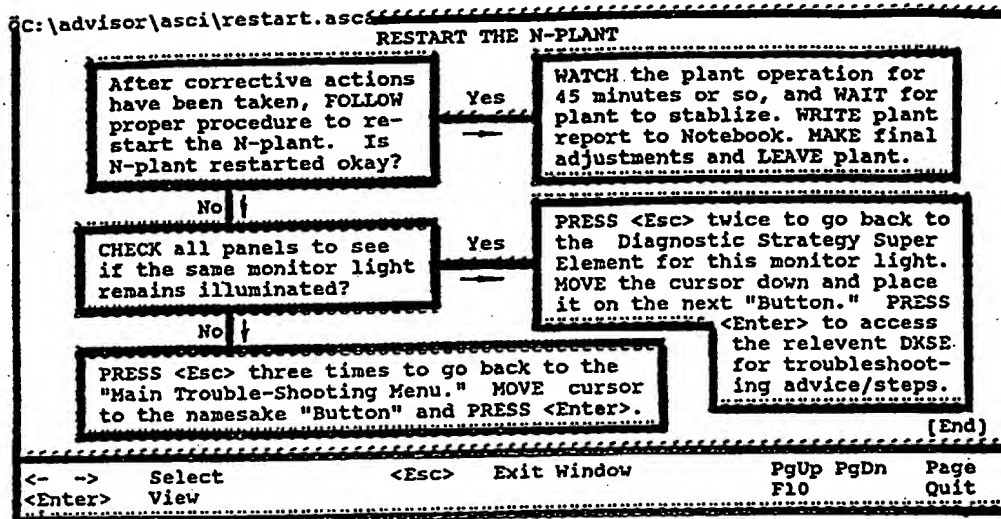 C:\advisor\asci\restart.asc
RESTART THE N-PLANT
After corrective actions
have been taken, FOLLOW
proper procedure to re-
start the N-plant. Is
N-plant restarted okay?
Yes
WATCH the plant operation for
45 minutes or so, and WAIT for
plant to stablize. WRITE plant
report to Notebook. MAKE final
adjustments and LEAVE plant.
No
CHECK all panels to see
if the same monitor light
remains illuminated?
Yes
PRESS <Esc> twice to go back to
the Diagnostic Strategy Super
Element for this monitor light.
MOVE the cursor down and place
it on the next "Button." PRESS
<Enter> to access
the relevent DKSE
for troubleshoot-
ing advice/steps.
No
PRESS <Esc> three times to go back to the
"Main Trouble-Shooting Menu." MOVE cursor
to the namesake "Button" and PRESS <Enter>.
[End]
<- -> Select <Esc> Exit Window PgUp PgDn Page
<Enter> View F10 Quit